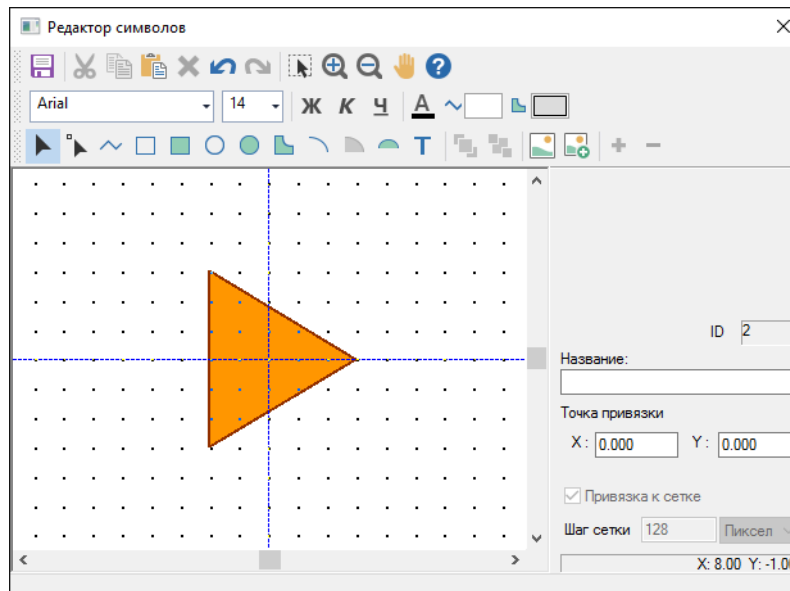 Редактор символов
Arial 14 Ж К Ч А
T
ID 2
Название:
Точка привязки
X : 0.000 Y : 0.000
Привязка к сетке
Шаг сетки 128 Пиксел
X: 8.00 Y: -1.00